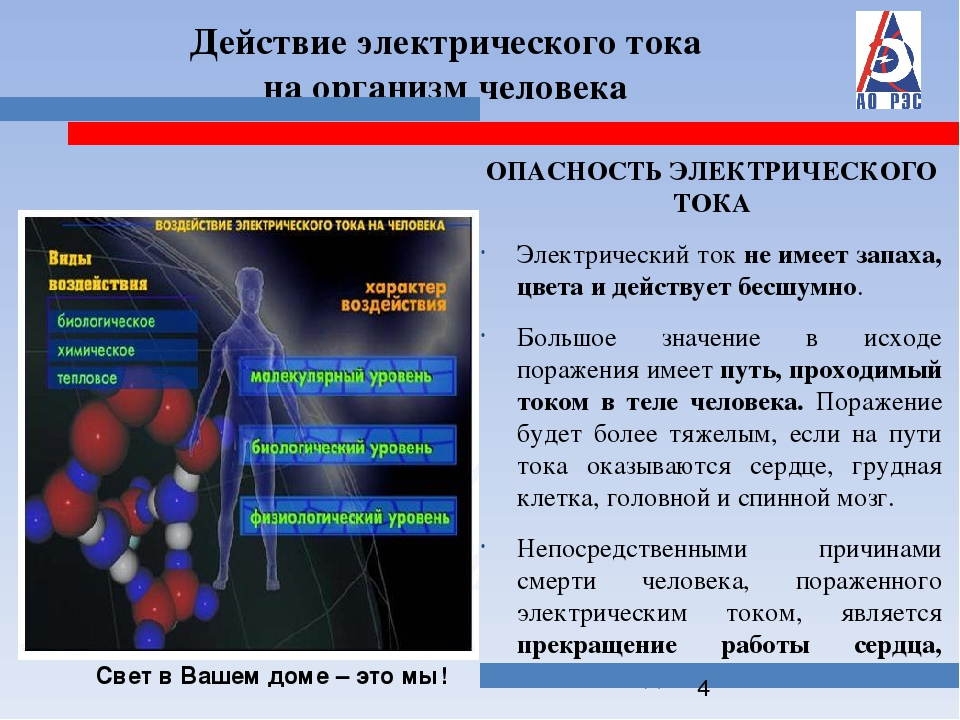 Действие электрического тока
на организм человека
АО РЭС
ОПАСНОСТЬ ЭЛЕКТРИЧЕСКОГО
ТОКА
ВОЗДЕЙСТВИЕ ЭЛЕКТРИЧЕСКОГО ТОКА НА ЧЕЛОВЕКА
Виды
воздействия
биологическое
химическое
тепловое
характер
воздействия
малекулярный уровень
биологический уровень
физиологический уровень
Электрический ток не имеет запаха,
цвета и действует бесшумно.
Большое значение в исходе
поражения имеет путь, проходимый
током в теле человека. Поражение
будет более тяжелым, если на пути
тока оказываются сердце, грудная
клетка, головной и спинной мозг.
Непосредственными причинами
смерти человека, пораженного
электрическим током, является
прекращение работы сердца,
Свет в Вашем доме – это мы!
4